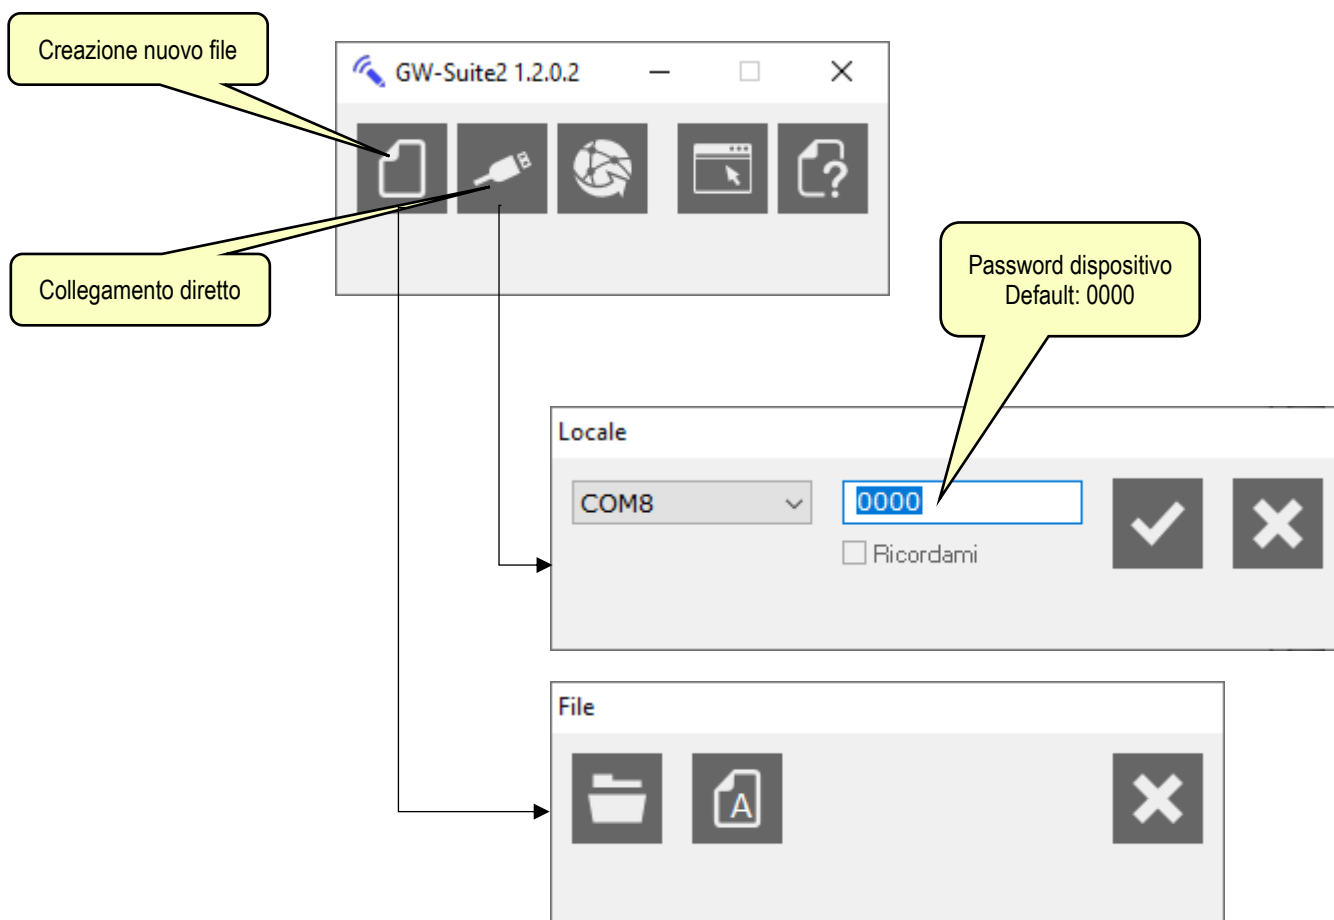 Creazione nuovo file
GW-Suite2 1.2.0.2
?
Collegamento diretto
Password dispositivo
Default: 0000
Locale
COM8
0000
Ricordami
File
A